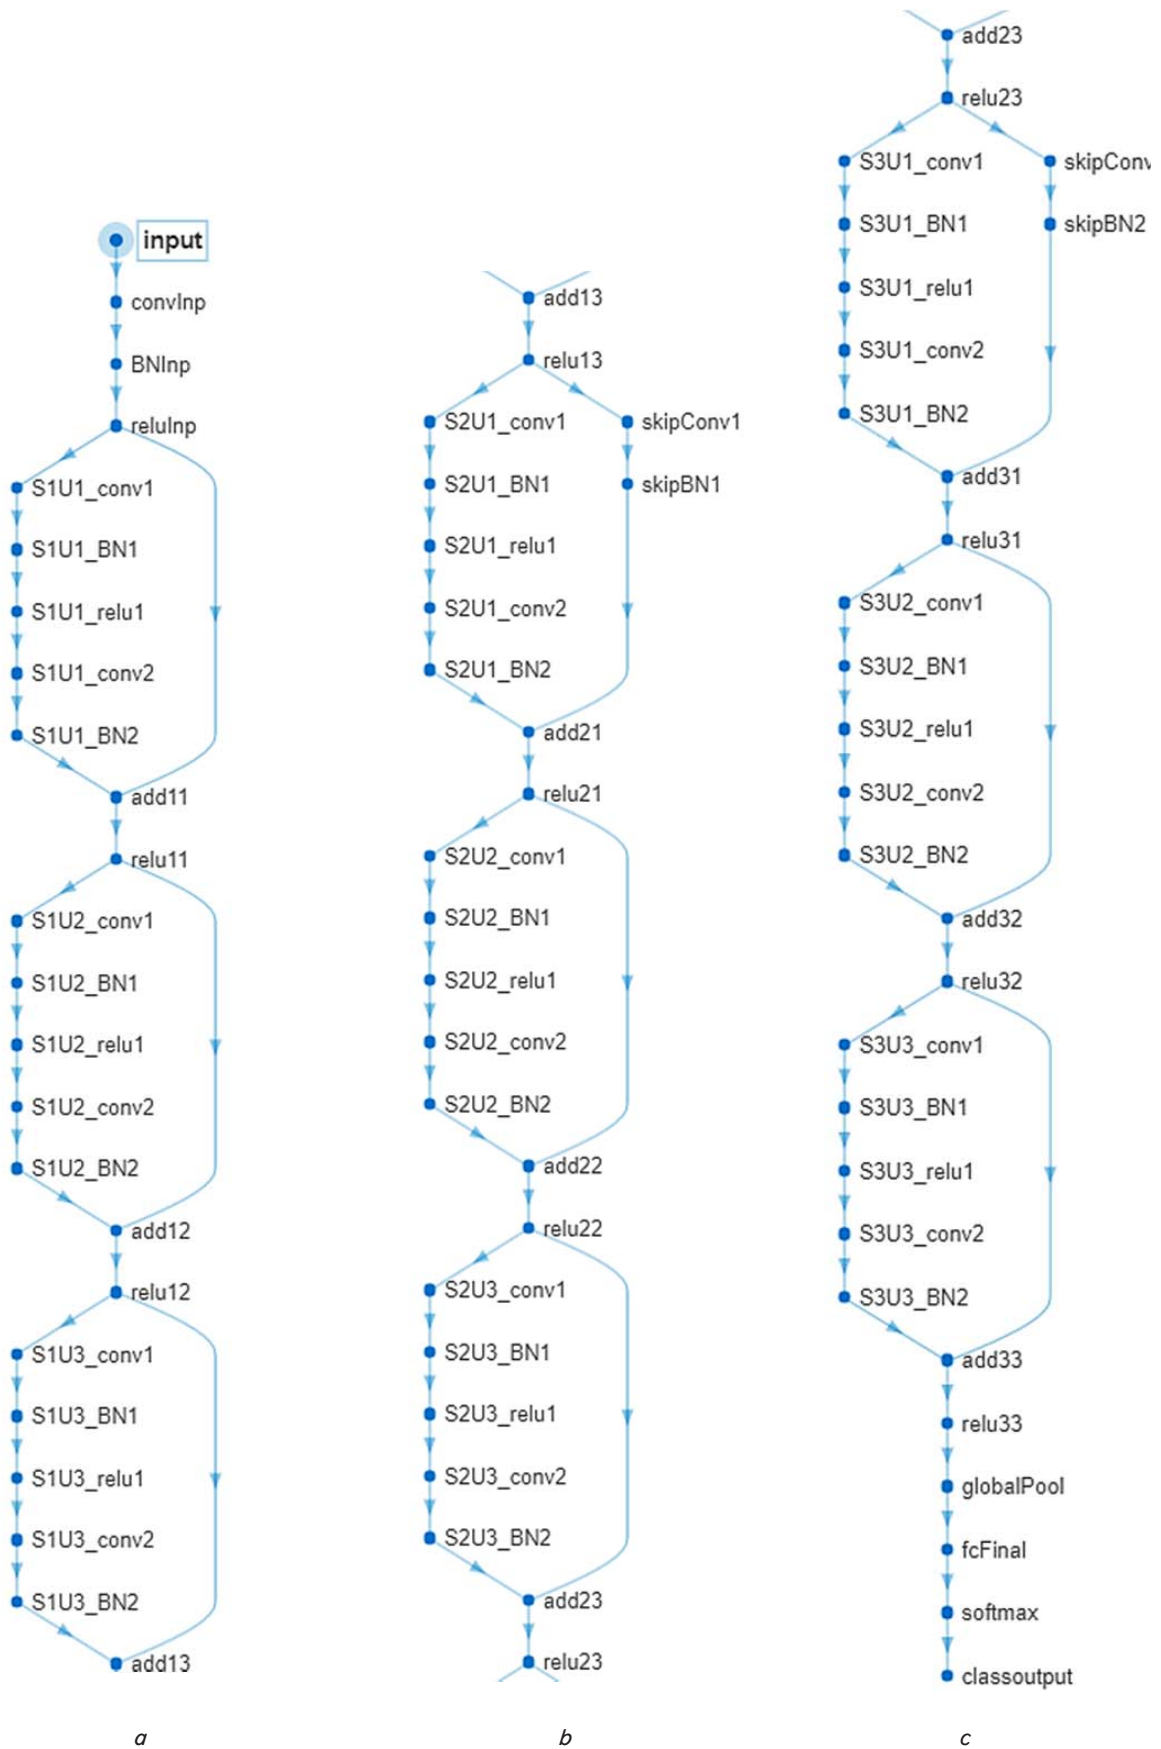 input
convInp
BNInp
reluInp
S1U1_conv1
S1U1_BN1
S1U1_relu1
S1U1_conv2
S1U1_BN2
add11
relu11
S1U2_conv1
S1U2_BN1
S1U2_relu1
S1U2_conv2
S1U2_BN2
add12
relu12
S1U3_conv1
S1U3_BN1
S1U3_relu1
S1U3_conv2
S1U3_BN2
add13
a
add13
relu13
S2U1_conv1
skipConv1
S2U1_BN1
skipBN1
S2U1_relu1
S2U1_conv2
S2U1_BN2
add21
relu21
S2U2_conv1
S2U2_BN1
S2U2_relu1
S2U2_conv2
S2U2_BN2
add22
relu22
S2U3_conv1
S2U3_BN1
S2U3_relu1
S2U3_conv2
S2U3_BN2
add23
relu23
b
add23
relu23
S3U1_conv1
skipConv
S3U1_BN1
skipBN2
S3U1_relu1
S3U1_conv2
S3U1_BN2
add31
relu31
S3U2_conv1
S3U2_BN1
S3U2_relu1
S3U2_conv2
S3U2_BN2
add32
relu32
S3U3_conv1
S3U3_BN1
S3U3_relu1
S3U3_conv2
S3U3_BN2
add33
relu33
globalPool
fcFinal
softmax
classoutput
c